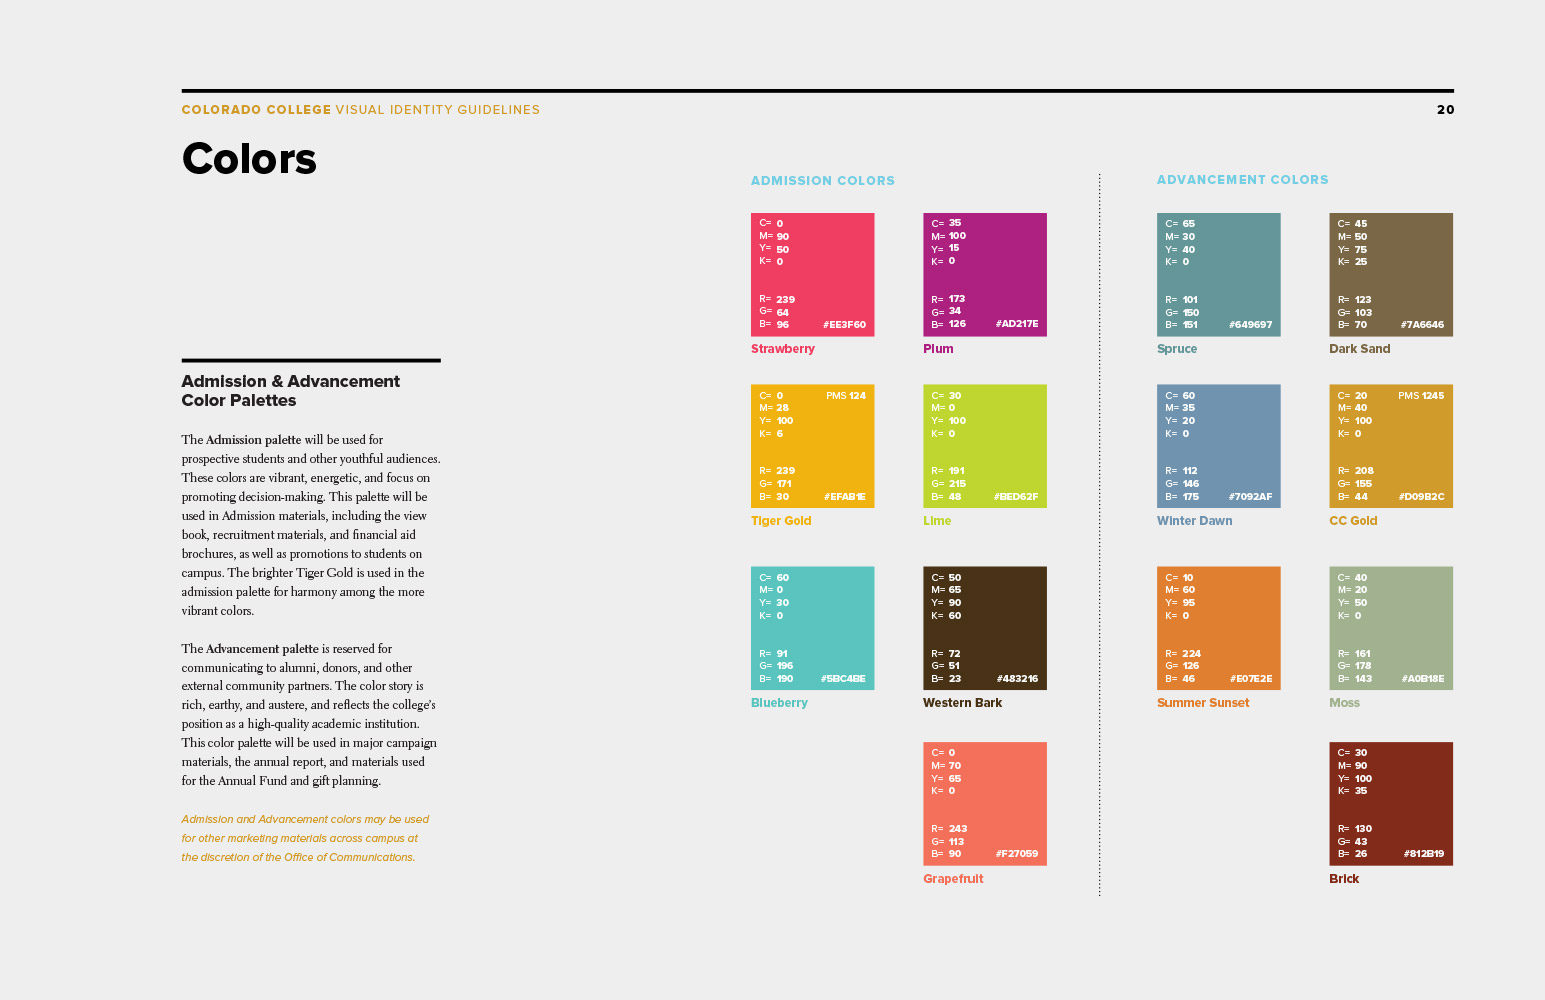 COLORADO COLLEGE VISUAL IDENTITY GUIDELINES
20
Colors
Admission & Advancement
Color Palettes
The Admission palette will be used for
prospective students and other youthful audiences.
These colors are vibrant, energetic, and focus on
promoting decision-making. This palette will be
used in Admission materials, including the view
book, recruitment materials, and financial aid
brochures, as well as promotions to students on
campus. The brighter Tiger Gold is used in the
admission palette for harmony among the more
vibrant colors.
The Advancement palette is reserved for
communicating to alumni, donors, and other
external community partners. The color story is
rich, earthy, and austere, and reflects the college's
position as a high-quality academic institution.
This color palette will be used in major campaign
materials, the annual report, and materials used
for the Annual Fund and gift planning.
Admission and Advancement colors may be used
for other marketing materials across campus at
the discretion of the Office of Communications.
ADMISSION COLORS
C= 0
M= 90
Y= 50
K= 0
R= 239
G= 64
B= 96 #EE3F60
Strawberry
C= 35
M= 100
Y= 15
K= 0
R= 173
G= 34
B= 126 #AD217E
Plum
C= 0 PMS 124
M= 28
Y= 100
K= 6
R= 239
G= 171
B= 30 #EFAB1E
Tiger Gold
C= 30
M= 0
Y= 100
K= 0
R= 191
G= 215
B= 48 #BED62F
Lime
C= 60
M= 0
Y= 30
K= 0
R= 91
G= 196
B= 190 #5BC4BE
Blueberry
C= 50
M= 65
Y= 90
K= 60
R= 72
G= 51
B= 23 #483216
Western Bark
C= 0
M= 70
Y= 65
K= 0
R= 243
G= 113
B= 90 #F27059
Grapefruit
ADVANCEMENT COLORS
C= 65
M= 30
Y= 40
K= 0
R= 101
G= 150
B= 151 #649697
Spruce
C= 45
M= 50
Y= 75
K= 25
R= 123
G= 103
B= 70 #7A6646
Dark Sand
C= 60
M= 35
Y= 20
K= 0
R= 112
G= 146
B= 175 #7092AF
Winter Dawn
C= 20 PMS 1245
M= 40
Y= 100
K= 0
R= 208
G= 155
B= 44 #D09B2C
CC Gold
C= 10
M= 60
Y= 95
K= 0
R= 224
G= 126
B= 46 #E07E2E
Summer Sunset
C= 40
M= 20
Y= 50
K= 0
R= 161
G= 178
B= 143 #A0B18E
Moss
C= 30
M= 90
Y= 100
K= 35
R= 130
G= 43
B= 26 #812B19
Brick